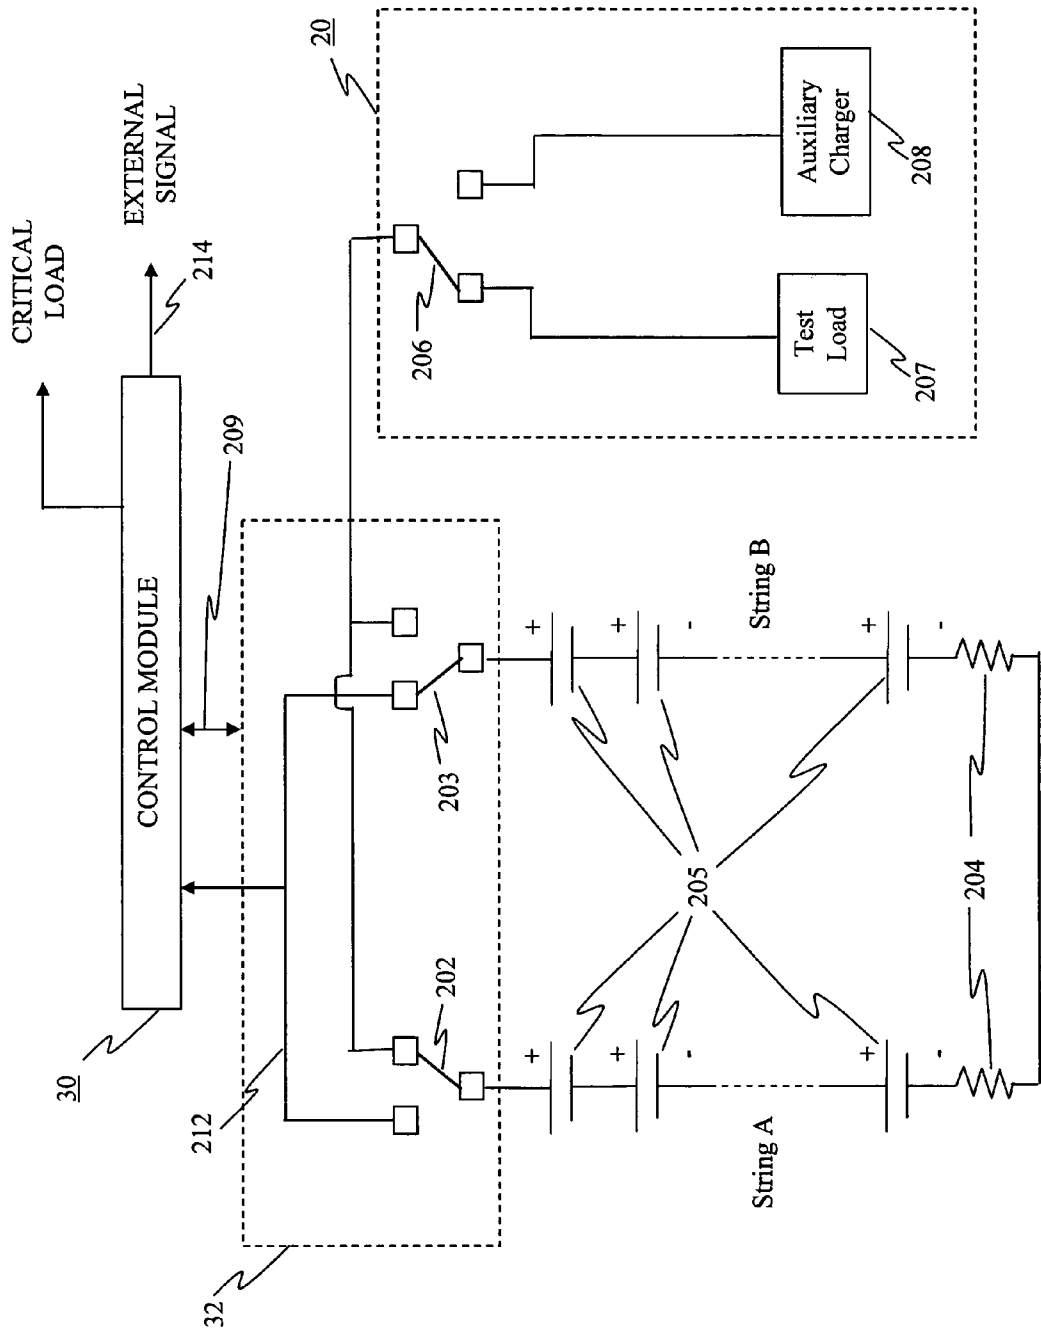 CRITICAL
LOAD
EXTERNAL
SIGNAL
214
20
30
CONTROL MODULE
209
212
32
202
203
206
Test
Load
207
Auxiliary
Charger
208
+
+
-
+
-
String A
+
+
-
+
-
String B
205
204